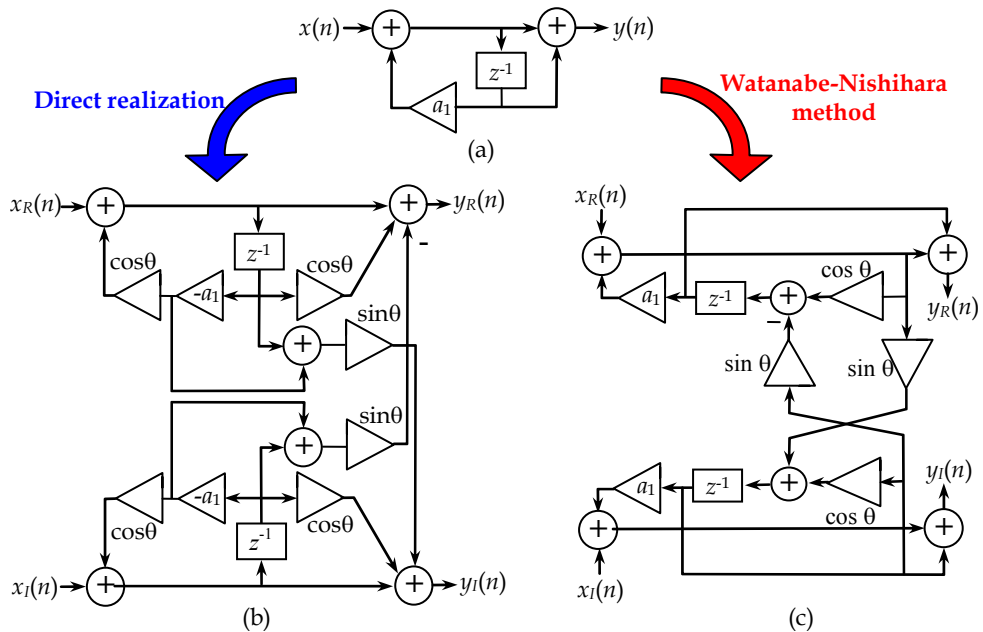 x(n) + + y(n)
z⁻¹
a₁
(a)
Direct realization
Watanabe-Nishihara
method
x_R(n) + + y_R(n)
-
z⁻¹
cosθ -a₁ cosθ
sinθ
+
sinθ
+
cosθ -a₁ cosθ
z⁻¹
x_I(n) + + y_I(n)
(b)
x_R(n)
+ +
cos θ
a₁ z⁻¹ +
y_R(n)
–
sin θ sin θ
y_I(n)
a₁ z⁻¹ +
cos θ
+ +
x_I(n)
(c)